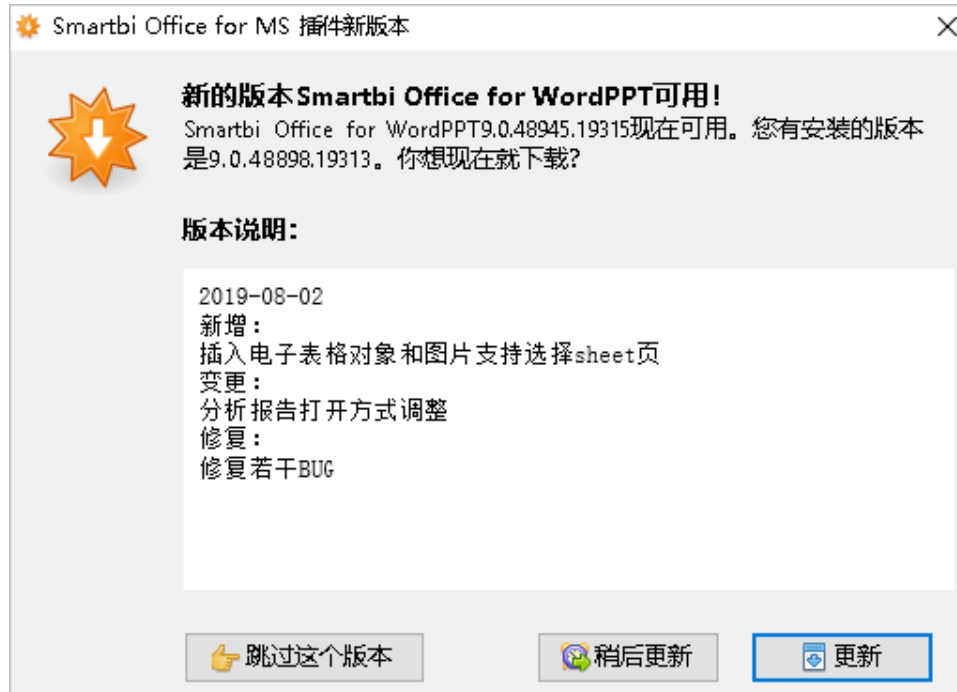 Smartbi Office for MS 插件新版本
新的版本Smartbi Office for WordPPT可用！
Smartbi Office for WordPPT9.0.48945.19315现在可用。您有安装的版本
是9.0.48898.19313。你想现在就下载?
版本说明：
2019-08-02
新增：
插入电子表格对象和图片支持选择sheet页
变更：
分析报告打开方式调整
修复：
修复若干BUG
跳过这个版本
稍后更新
更新